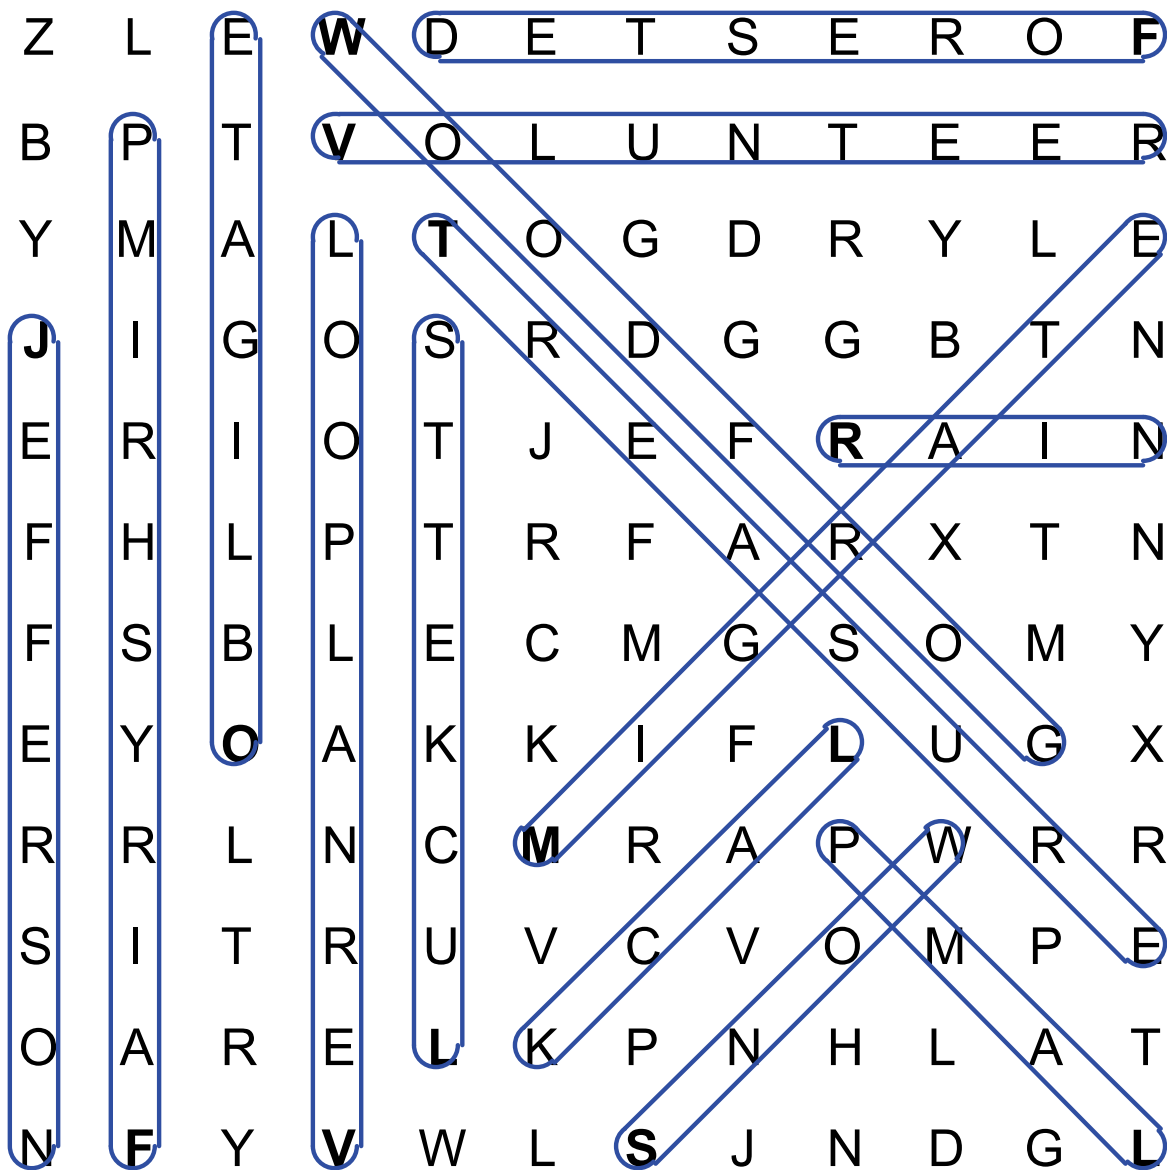 Z L E W D E T S E R O F
B P T V O L U N T E E R
Y M A L T O G D R Y L E
J I G O S R D G G B T N
E R I O T J E F R A I N
F H L P T R F A R X T N
F S B L E C M G S O M Y
E Y O A K K I F L U G X
R R L N C M R A P W R R
S I T R U V C V O M P E
O A R E L K P N H L A T
N F Y V W L S J N D G L